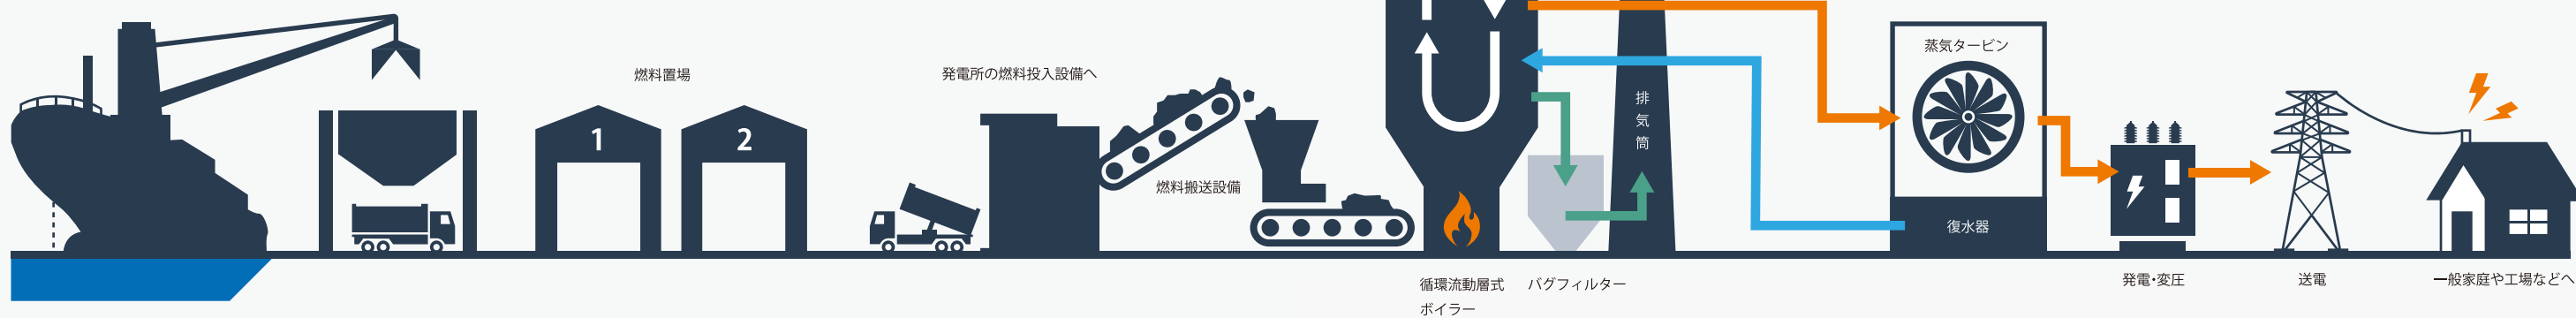 燃料置場
1
2
発電所の燃料投入設備へ
燃料搬送設備
循環流動層式
ボイラー
バグフィルター
排気筒
蒸気タービン
復水器
発電・変圧
送電
一般家庭や工場などへ